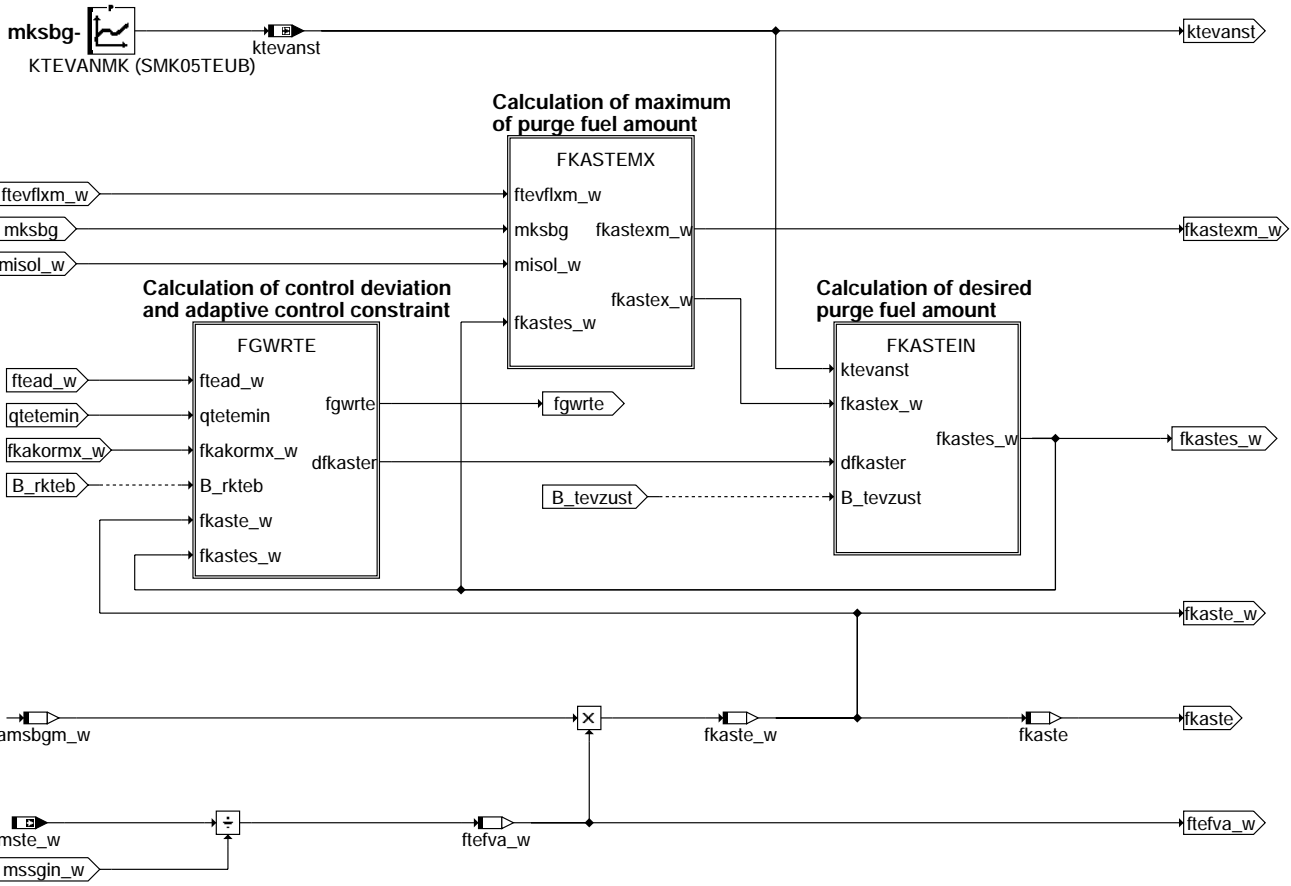 mksbg-
P
KTEVANMK (SMK05TEUB)
ktevanst
ktevanst
Calculation of maximum
of purge fuel amount
FKASTEMX
ftevflxm_w
ftevflxm_w
mksbg
mksbg
fkastexm_w
fkastexm_w
misol_w
misol_w
fkastex_w
fkastes_w
Calculation of control deviation
and adaptive control constraint
FGWRTE
ftead_w
ftead_w
qtetemin
qtetemin
fkakormx_w
fkakormx_w
B_rkteb
B_rkteb
fkaste_w
fkastes_w
fgwrte
dfkaster
fgwrte
Calculation of desired
purge fuel amount
FKASTEIN
ktevanst
fkastex_w
fkastes_w
fkastes_w
dfkaster
B_tevzust
B_tevzust
fkaste_w
amsbgm_w
×
fkaste_w
fkaste
fkaste
mste_w
÷
ftefva_w
ftefva_w
mssgin_w